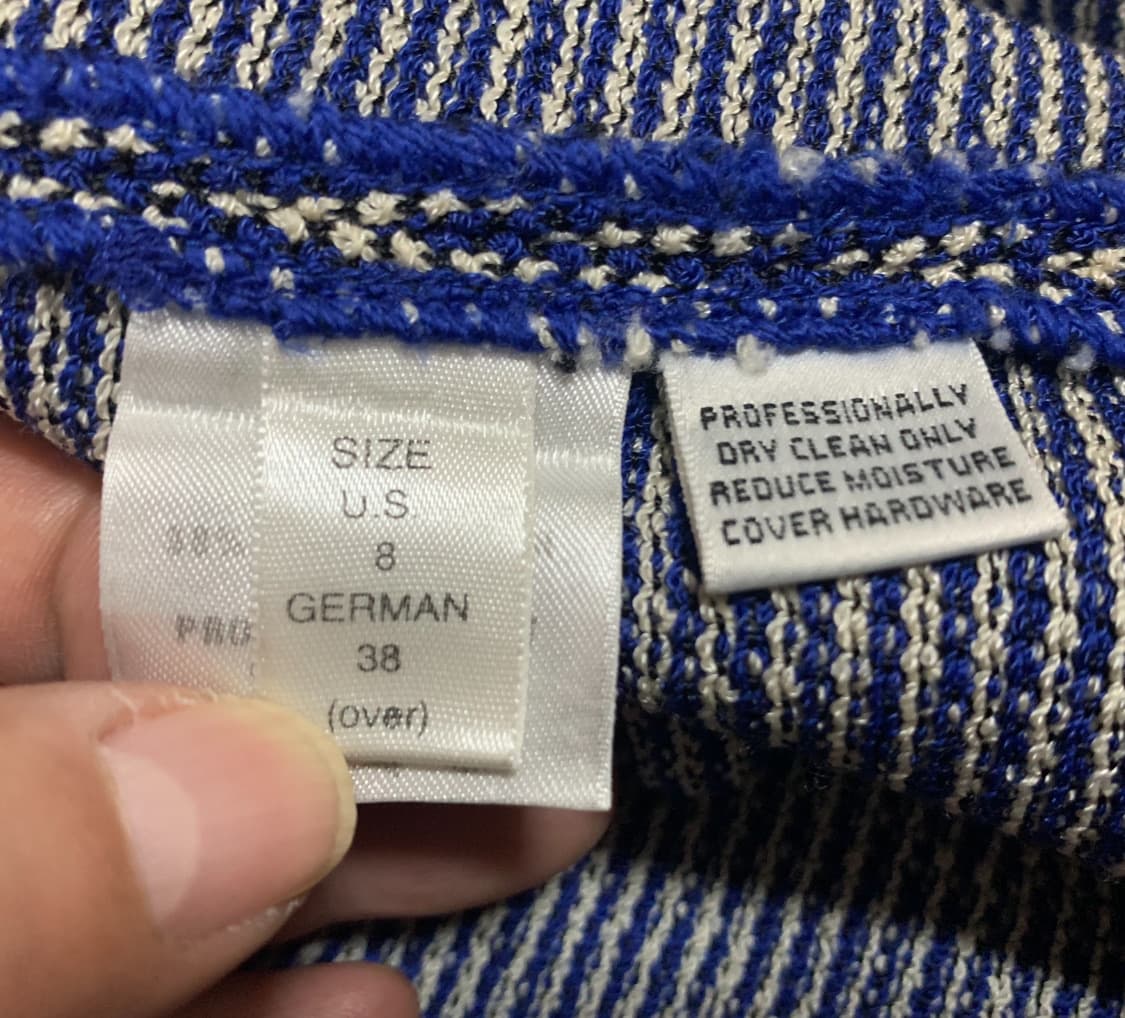 SIZE
U.S
8
GERMAN
38
(over)
PROFESSIONALLY
DRY CLEAN ONLY
REDUCE MOISTURE
COVER HARDWARE